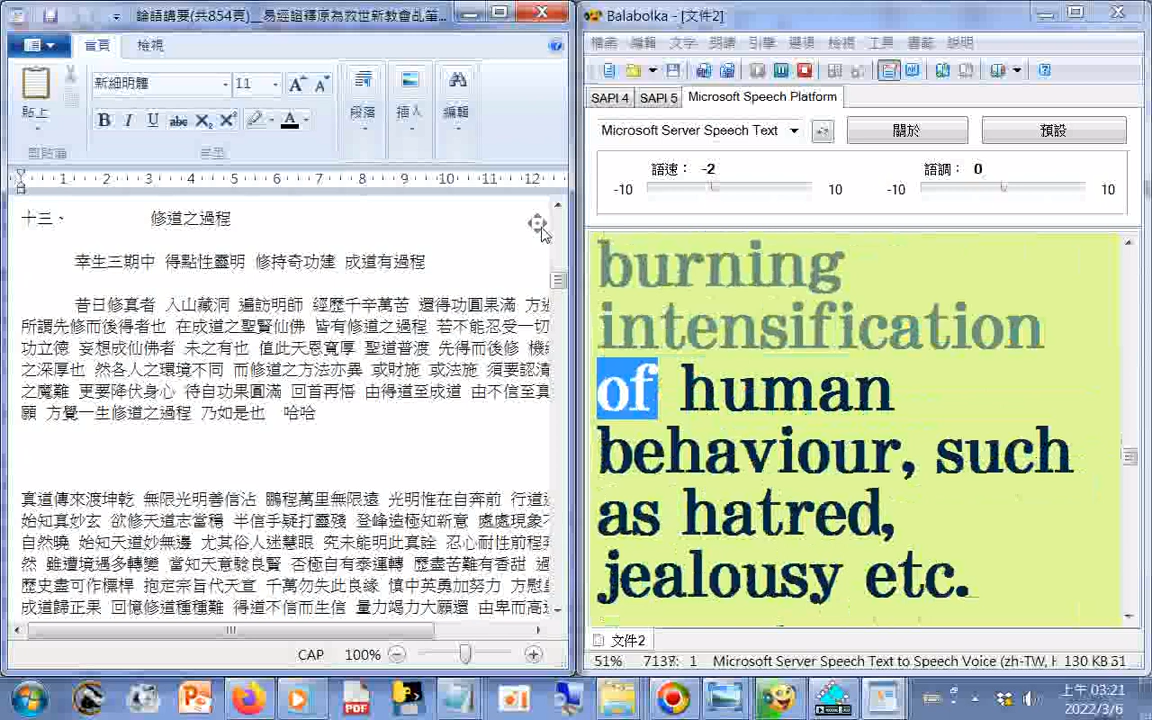 論語講要(共854頁)__易經證釋原為救世新教會乩筆...
首頁
檢視
貼上
剪貼簿
新細明體
11
B I U abc X₂ X² A
字型
段落
插入
編輯
1 2 3 4 5 6 7 8 9 10 11 12
十三、 修道之過程
幸生三期中 得點性靈明 修持奇功建 成道有過程
昔日修真者 入山藏洞 遍訪明師 經歷千辛萬苦 還得功圓果滿 方
所謂先修而後得者也 在成道之聖賢仙佛 皆有修道之過程 若不能忍受一切
功立德 妄想成仙佛者 未之有也 值此天恩寬厚 聖道普渡 先得而後修 機
之深厚也 然各人之環境不同 而修道之方法亦異 或財施 或法施 須要認清
之魔難 更要降伏身心 待自功果圓滿 回首再悟 由得道至成道 由不信至真
願 方覺一生修道之過程 乃如是也 哈哈
真道傳來渡坤乾 無限光明善信沾 鵬程萬里無限遠 光明惟在自奔前 行道
始知真妙玄 欲修天道志當穩 半信半疑打靈殘 登峰造極知新意 處處現象
自然曉 始知天道妙無邊 尤其俗人迷慧眼 究未能明此真詮 忍心耐性前程
然 雖遭境遇多轉變 當知天意驗良賢 否極自有泰運轉 歷盡苦難有香甜 過
歷史盡可作標桿 抱定宗旨代天宣 千萬勿失此良緣 慎中英勇加努力 方慰
成道歸正果 回憶修道種種難 得道不信而生信 量力竭力大願還 由卑而高
CAP 100%
Balabolka - [文件2]
檔案 編輯 文字 朗讀 引擎 選項 檢視 工具 書籤 說明
SAPI 4 SAPI 5 Microsoft Speech Platform
Microsoft Server Speech Text
關於
預設
語速： -2
語調： 0
-10 10 -10 10
burning
intensification
of human
behaviour, such
as hatred,
jealousy etc.
文件2
51% 7137: 1 Microsoft Server Speech Text to Speech Voice (zh-TW, H 130 KB
上午 03:21
2022/3/6